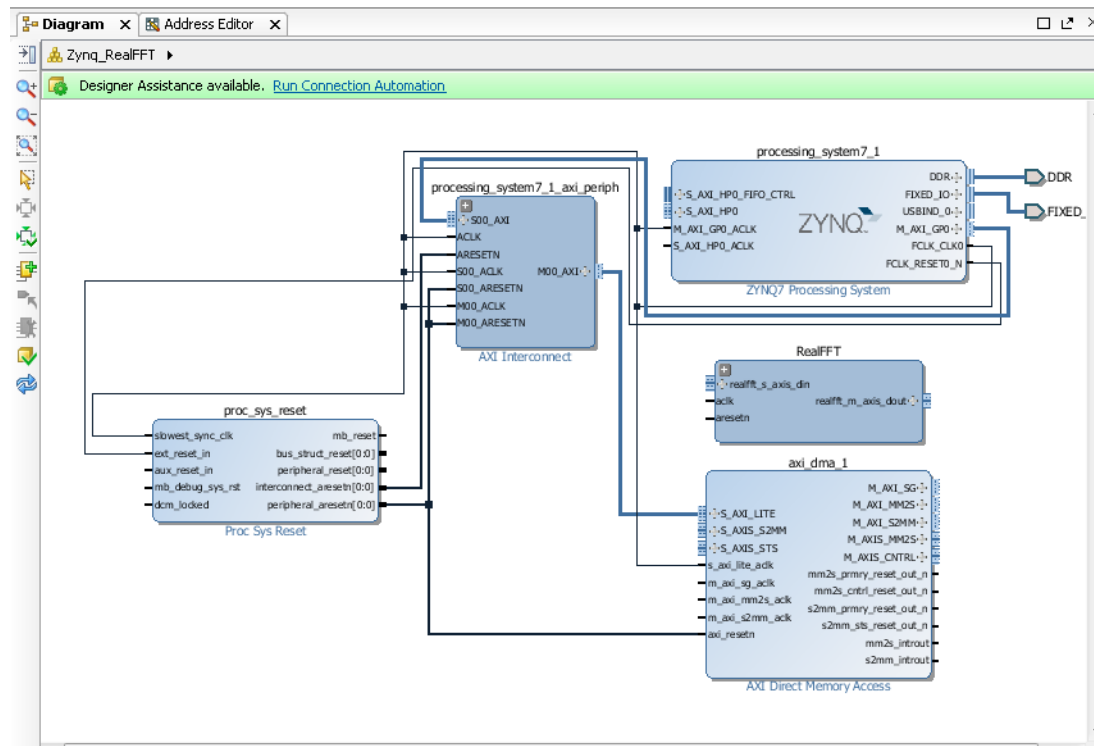 Diagram × Address Editor ×
Zynq_RealFFT
Designer Assistance available. Run Connection Automation
processing_system7_1
S_AXI_HP0_FIFO_CTRL
S_AXI_HP0
M_AXI_GP0_ACLK
S_AXI_HP0_ACLK
ZYNQ
DDR
FIXED_IO
USBIND_0
M_AXI_GP0
FCLK_CLK0
FCLK_RESET0_N
ZYNQ7 Processing System
DDR
FIXED_
processing_system7_1_axi_periph
S00_AXI
ACLK
ARESETN
S00_ACLK
S00_ARESETN
M00_ACLK
M00_ARESETN
M00_AXI
AXI Interconnect
RealFFT
realfft_s_axis_din
aclk
aresetn
realfft_m_axis_dout
proc_sys_reset
slowest_sync_clk
ext_reset_in
aux_reset_in
mb_debug_sys_rst
dcm_locked
mb_reset
bus_struct_reset[0:0]
peripheral_reset[0:0]
interconnect_aresetn[0:0]
peripheral_aresetn[0:0]
Proc Sys Reset
axi_dma_1
S_AXI_LITE
S_AXIS_S2MM
S_AXIS_STS
s_axi_lite_aclk
m_axi_sg_aclk
m_axi_mm2s_aclk
m_axi_s2mm_aclk
axi_resetn
M_AXI_SG
M_AXI_MM2S
M_AXI_S2MM
M_AXIS_MM2S
M_AXIS_CNTRL
mm2s_prmry_reset_out_n
mm2s_cntrl_reset_out_n
s2mm_prmry_reset_out_n
s2mm_sts_reset_out_n
mm2s_introut
s2mm_introut
AXI Direct Memory Access